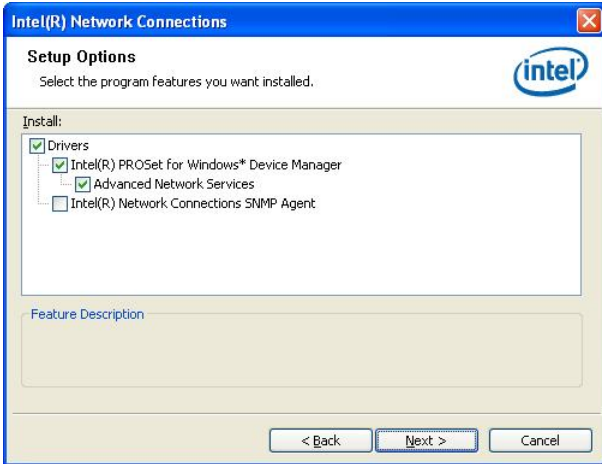 Intel(R) Network Connections
Setup Options
Select the program features you want installed.
intel
Install:
Drivers
Intel(R) PROSet for Windows* Device Manager
Advanced Network Services
Intel(R) Network Connections SNMP Agent
Feature Description
< Back Next > Cancel